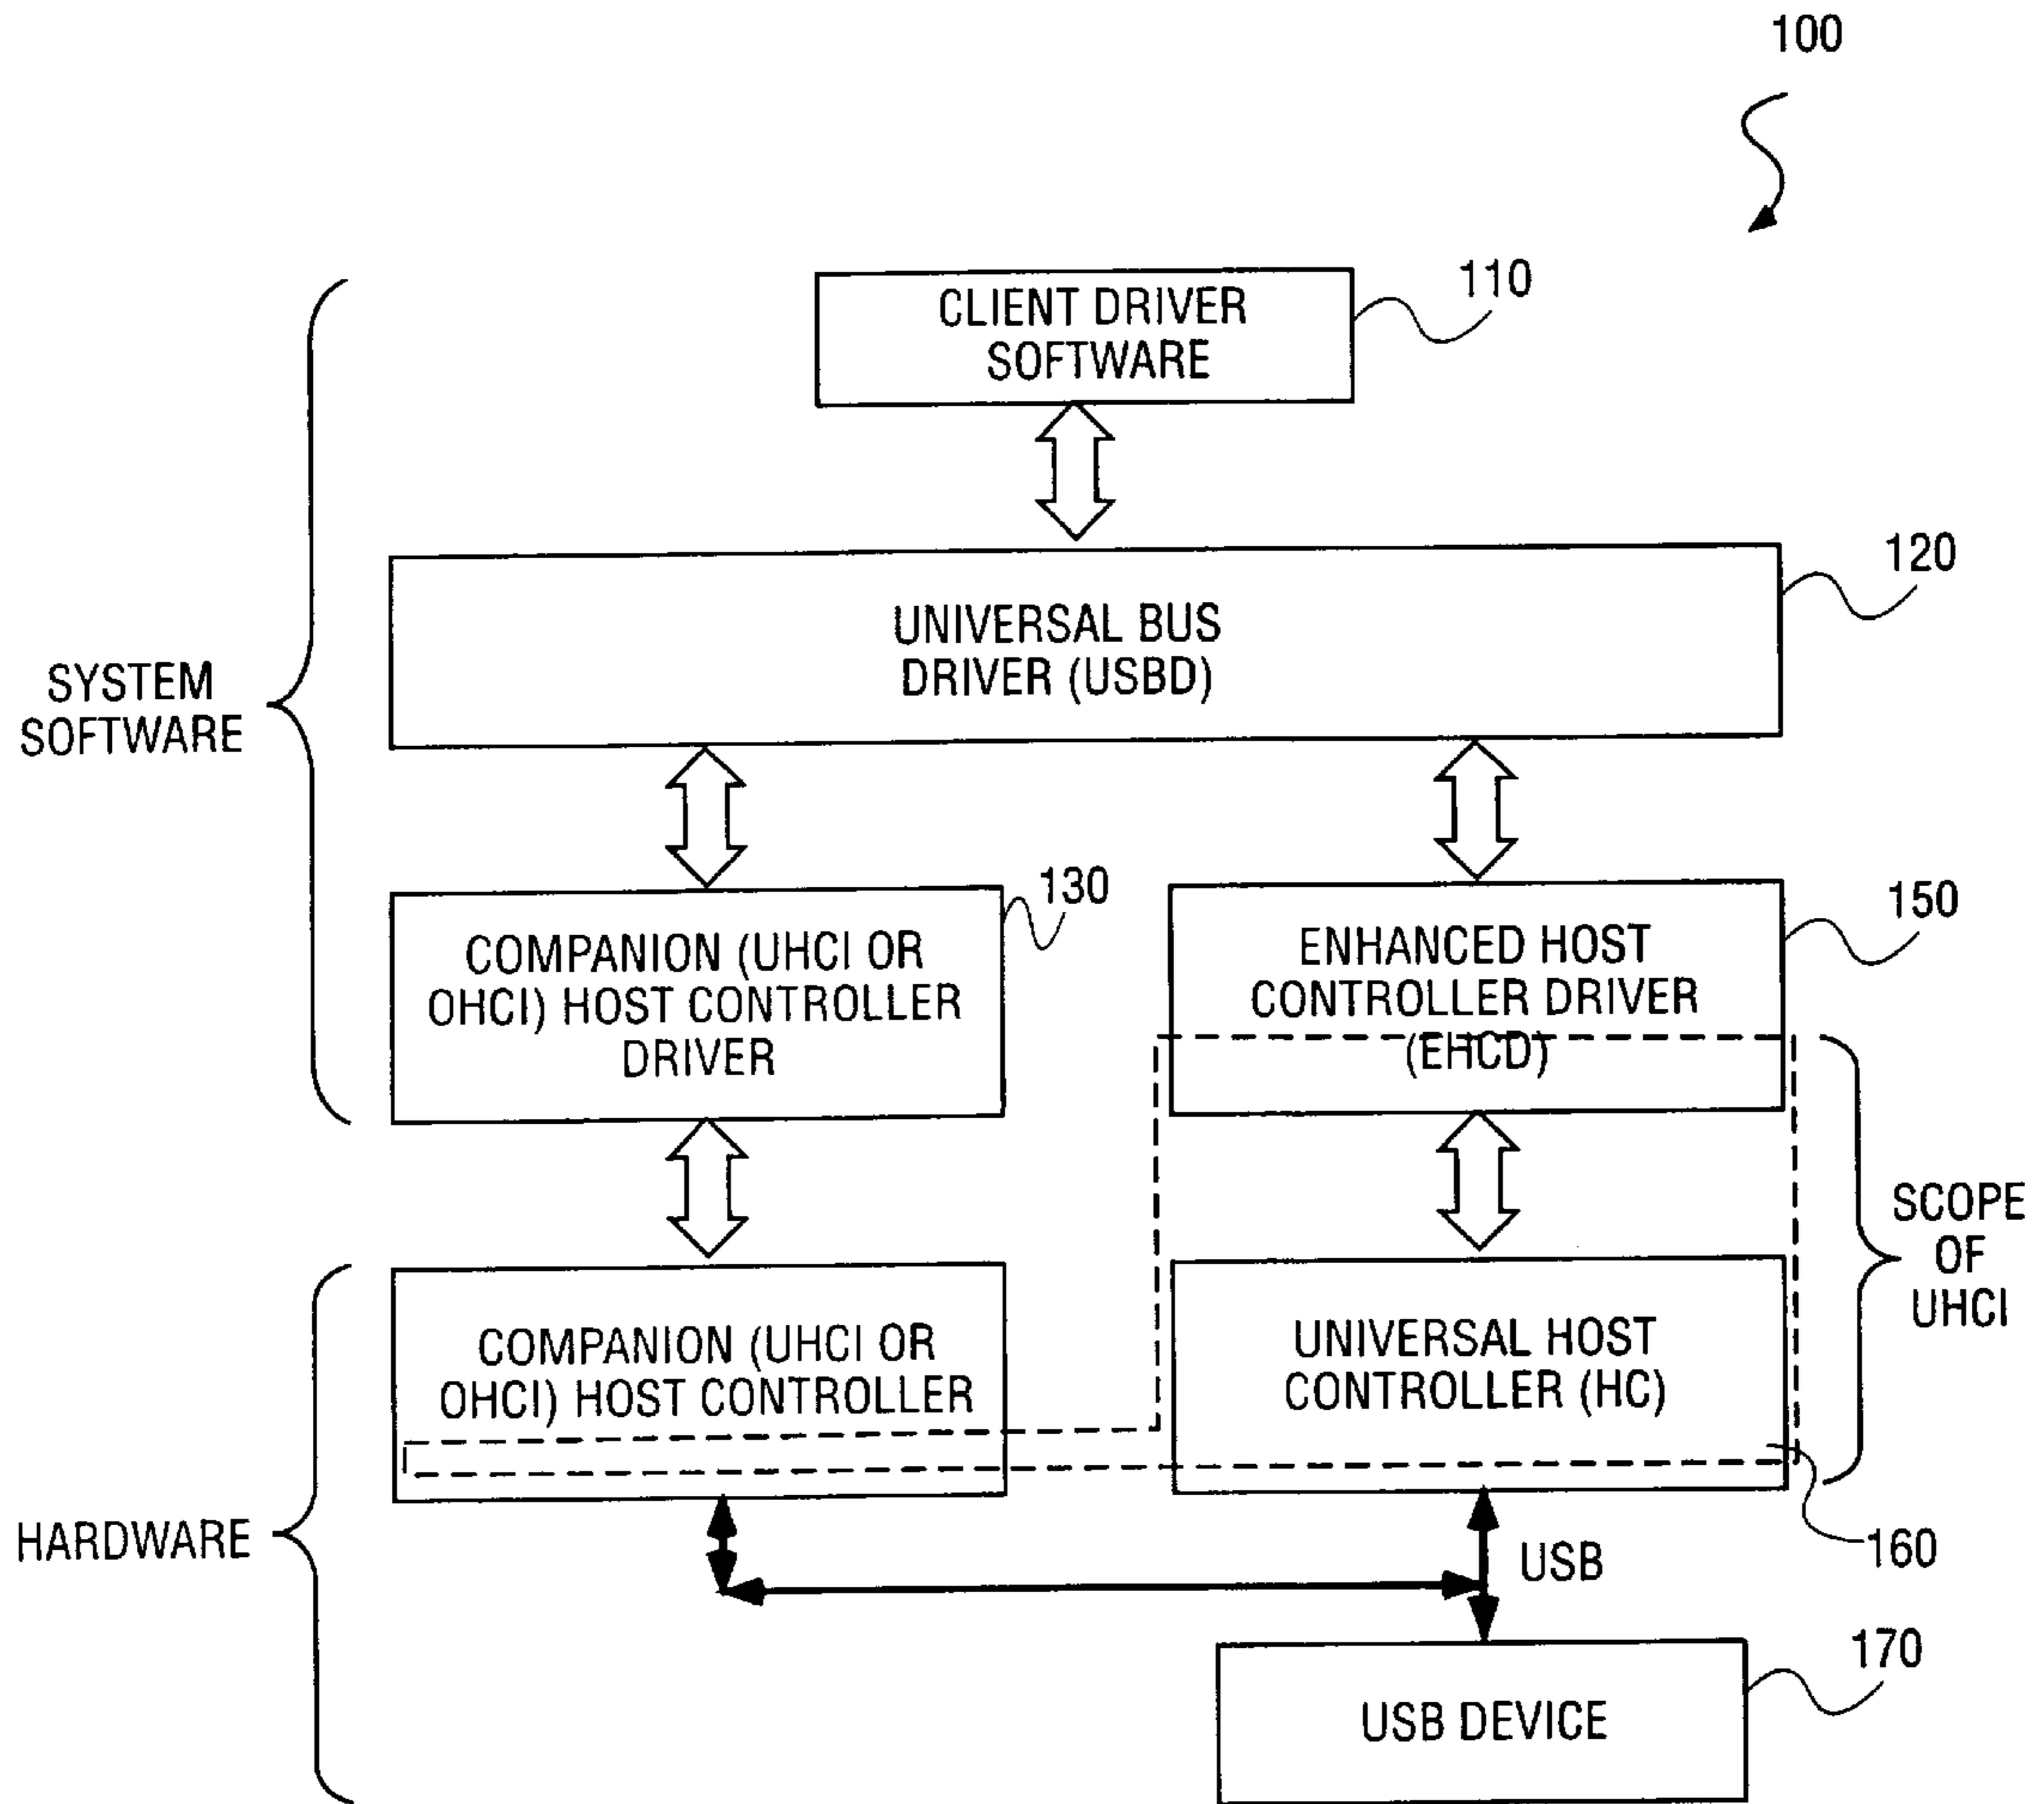 100
CLIENT DRIVER
SOFTWARE
110
UNIVERSAL BUS
DRIVER (USBD)
120
SYSTEM
SOFTWARE
COMPANION (UHCI OR
OHCI) HOST CONTROLLER
DRIVER
130
ENHANCED HOST
CONTROLLER DRIVER
(EHCD)
150
SCOPE
OF
UHCI
COMPANION (UHCI OR
OHCI) HOST CONTROLLER
UNIVERSAL HOST
CONTROLLER (HC)
160
HARDWARE
USB
USB DEVICE
170